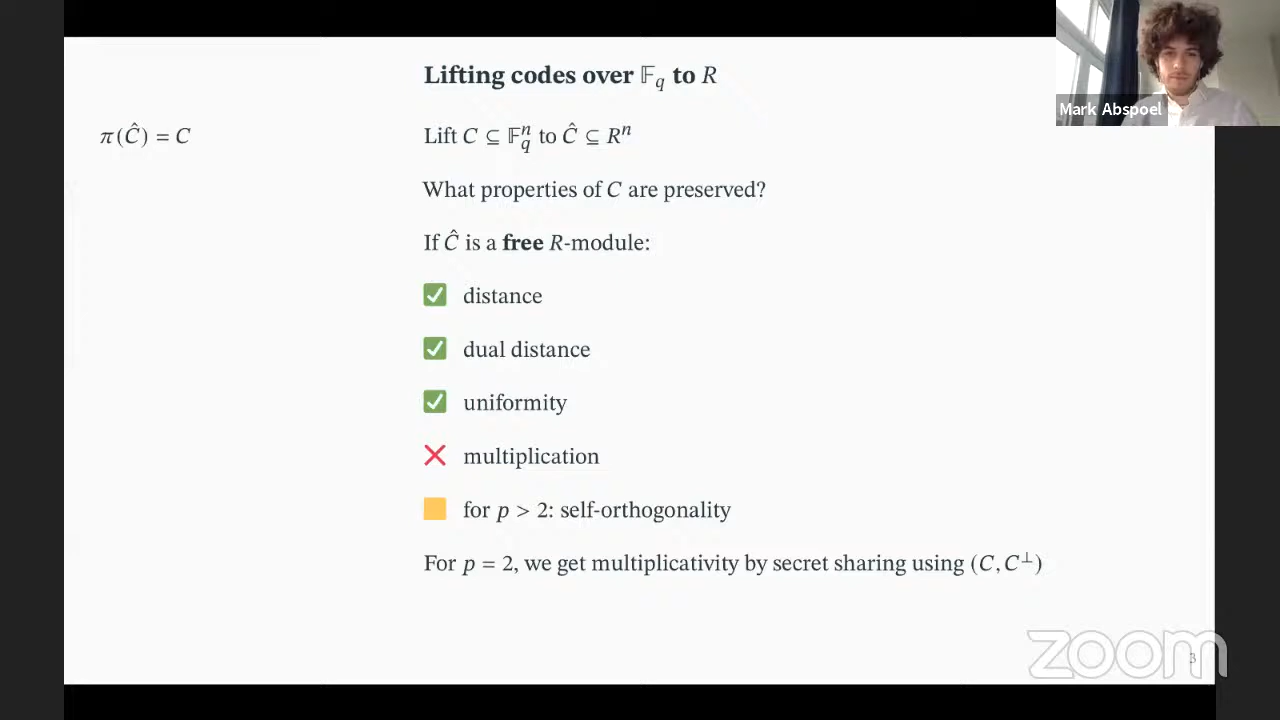 Lifting codes over 𝔽_q to R
Mark Abspoel
π(Ĉ) = C
Lift C ⊆ 𝔽_q^n to Ĉ ⊆ R^n
What properties of C are preserved?
If Ĉ is a free R-module:
✅ distance
✅ dual distance
✅ uniformity
❌ multiplication
🟨 for p > 2: self-orthogonality
For p = 2, we get multiplicativity by secret sharing using (C, C^⊥)
zoom
3